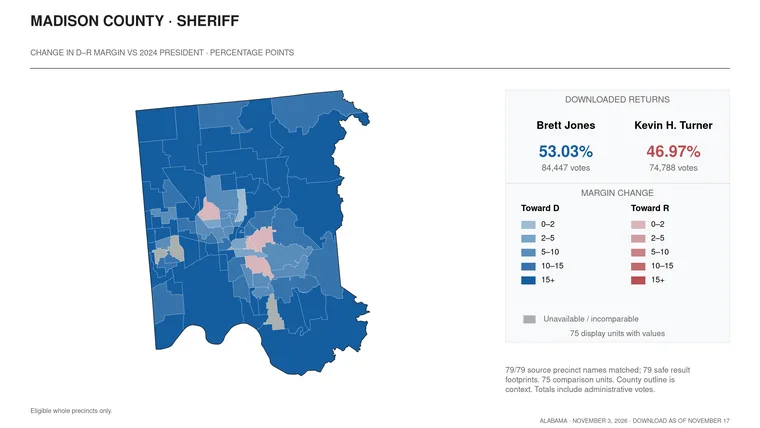 MADISON COUNTY · SHERIFF
CHANGE IN D–R MARGIN VS 2024 PRESIDENT · PERCENTAGE POINTS
DOWNLOADED RETURNS
Brett Jones Kevin H. Turner
53.03% 46.97%
84,447 votes 74,788 votes
MARGIN CHANGE
Toward D Toward R
0–2 0–2
2–5 2–5
5–10 5–10
10–15 10–15
15+ 15+
Unavailable / incomparable
75 display units with values
79/79 source precinct names matched; 79 safe result
footprints. 75 comparison units. County outline is
context. Totals include administrative votes.
Eligible whole precincts only.
ALABAMA · NOVEMBER 3, 2026 · DOWNLOAD AS OF NOVEMBER 17